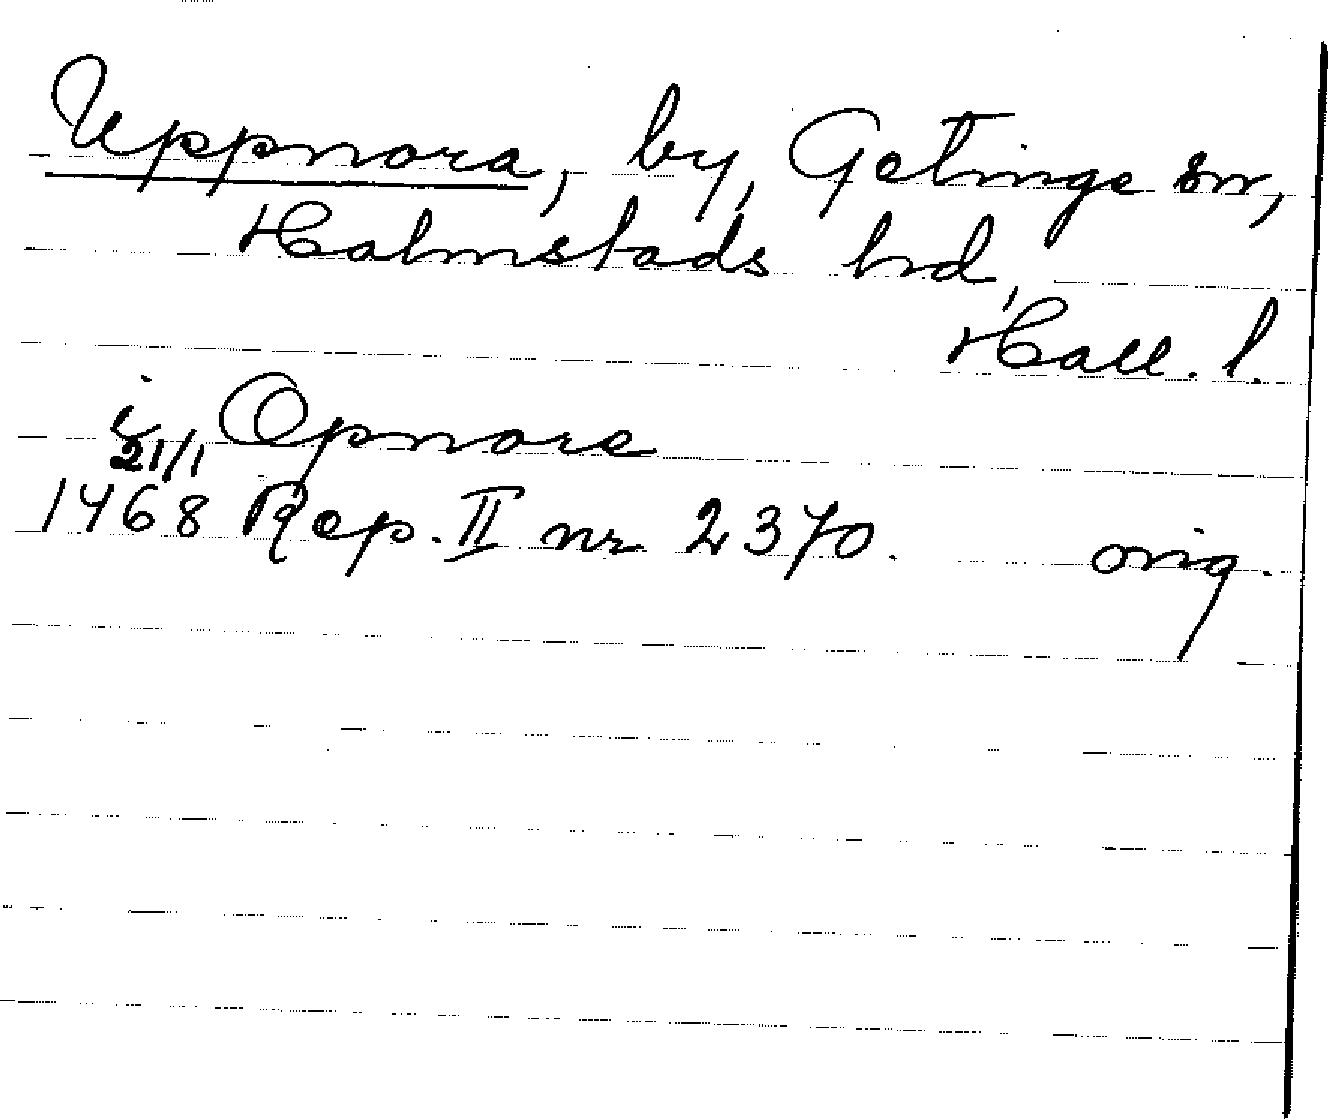 Uppnora, by, Getinge sn,
Halmstads hd,
Hall. l.
i Opnore
21/1
1468 Rep. II nr 2370. orig.